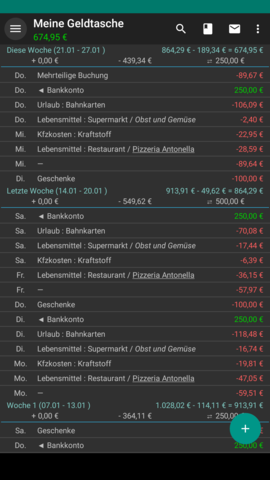 Meine Geldtasche
674,95 €
Diese Woche (21.01 - 27.01 ) 864,29 € - 189,34 € = 674,95 €
+ 0,00 € - 439,34 € ⇄ 250,00 €
Do. Mehrteilige Buchung -89,67 €
Do. ◄ Bankkonto 250,00 €
Do. Urlaub : Bahnkarten -106,09 €
Do. Lebensmittel : Supermarkt / Obst und Gemüse -2,40 €
Mi. Kfzkosten : Kraftstoff -22,95 €
Mi. Lebensmittel : Restaurant / Pizzeria Antonella -28,59 €
Mi. — -89,64 €
Di. Geschenke -100,00 €
Letzte Woche (14.01 - 20.01 ) 913,91 € - 49,62 € = 864,29 €
+ 0,00 € - 549,62 € ⇄ 500,00 €
Sa. ◄ Bankkonto 250,00 €
Sa. Urlaub : Bahnkarten -70,08 €
Sa. Lebensmittel : Supermarkt / Obst und Gemüse -17,44 €
Sa. Kfzkosten : Kraftstoff -6,39 €
Fr. Lebensmittel : Restaurant / Pizzeria Antonella -36,15 €
Fr. — -57,97 €
Do. Geschenke -100,00 €
Di. ◄ Bankkonto 250,00 €
Di. Urlaub : Bahnkarten -118,48 €
Di. Lebensmittel : Supermarkt / Obst und Gemüse -16,74 €
Mo. Kfzkosten : Kraftstoff -19,81 €
Mo. Lebensmittel : Restaurant / Pizzeria Antonella -47,05 €
Mo. — -59,51 €
Woche 1 (07.01 - 13.01 ) 1.028,02 € - 114,11 € = 913,91 €
+ 0,00 € - 364,11 € ⇄ 250,00
Sa. Geschenke
Do. ◄ Bankkonto 250,00 €